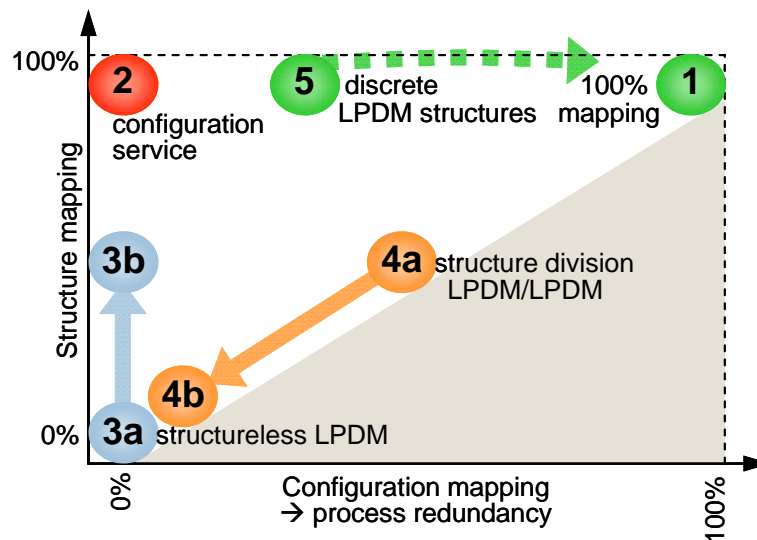 100%
2
5
1
discrete
LPDM structures
100%
mapping
configuration
service
Structure mapping
3b
4a
structure division
LPDM/LPDM
4b
0%
3a
structureless LPDM
0%
Configuration mapping
→ process redundancy
100%